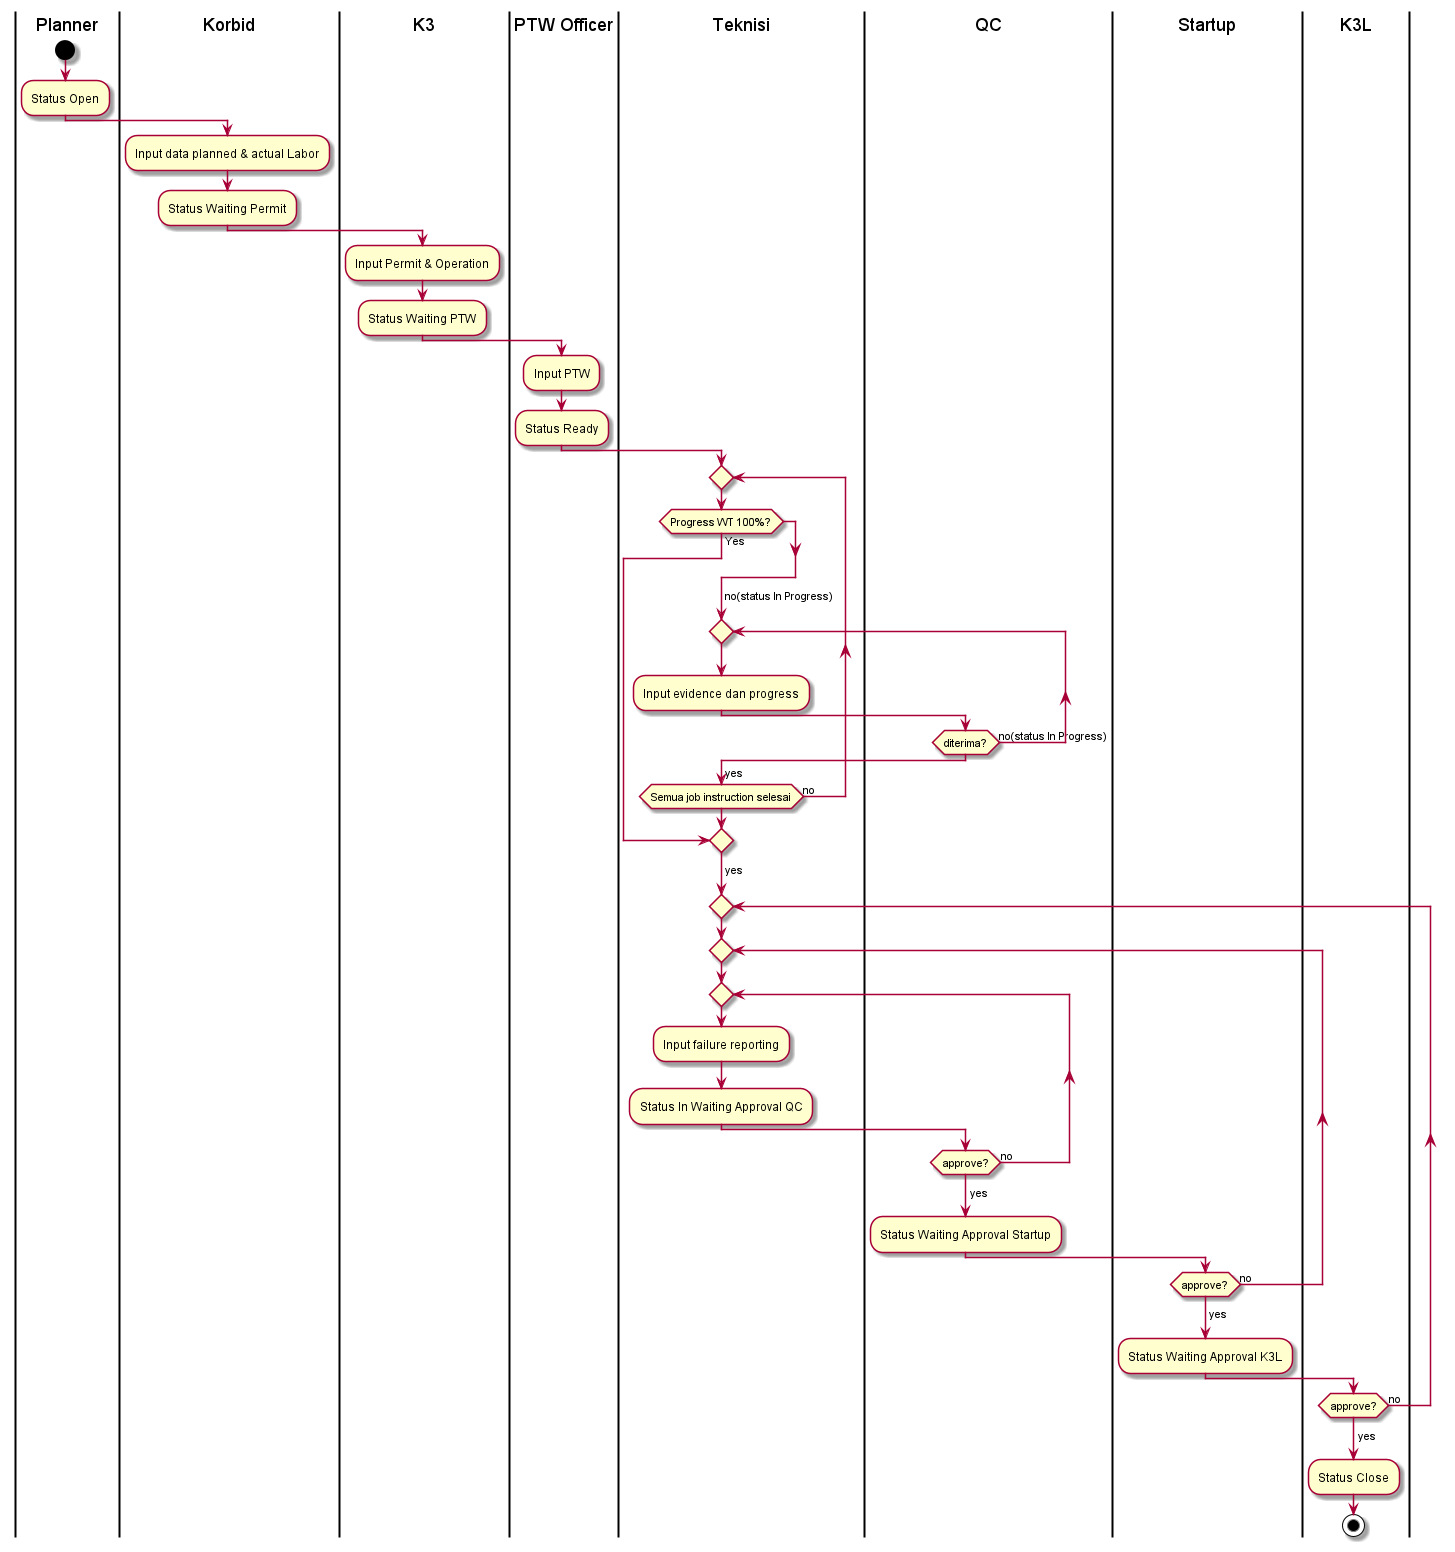 Planner
Korbid
K3
PTW Officer
Teknisi
QC
Startup
K3L
Status Open
Input data planned & actual Labor
Status Waiting Permit
Input Permit & Operation
Status Waiting PTW
Input PTW
Status Ready
Progress WT 100%?
Yes
no(status In Progress)
Input evidence dan progress
diterima?
no(status In Progress)
yes
Semua job instruction selesai
no
yes
Input failure reporting
Status In Waiting Approval QC
approve?
no
yes
Status Waiting Approval Startup
approve?
no
yes
Status Waiting Approval K3L
approve?
no
yes
Status Close